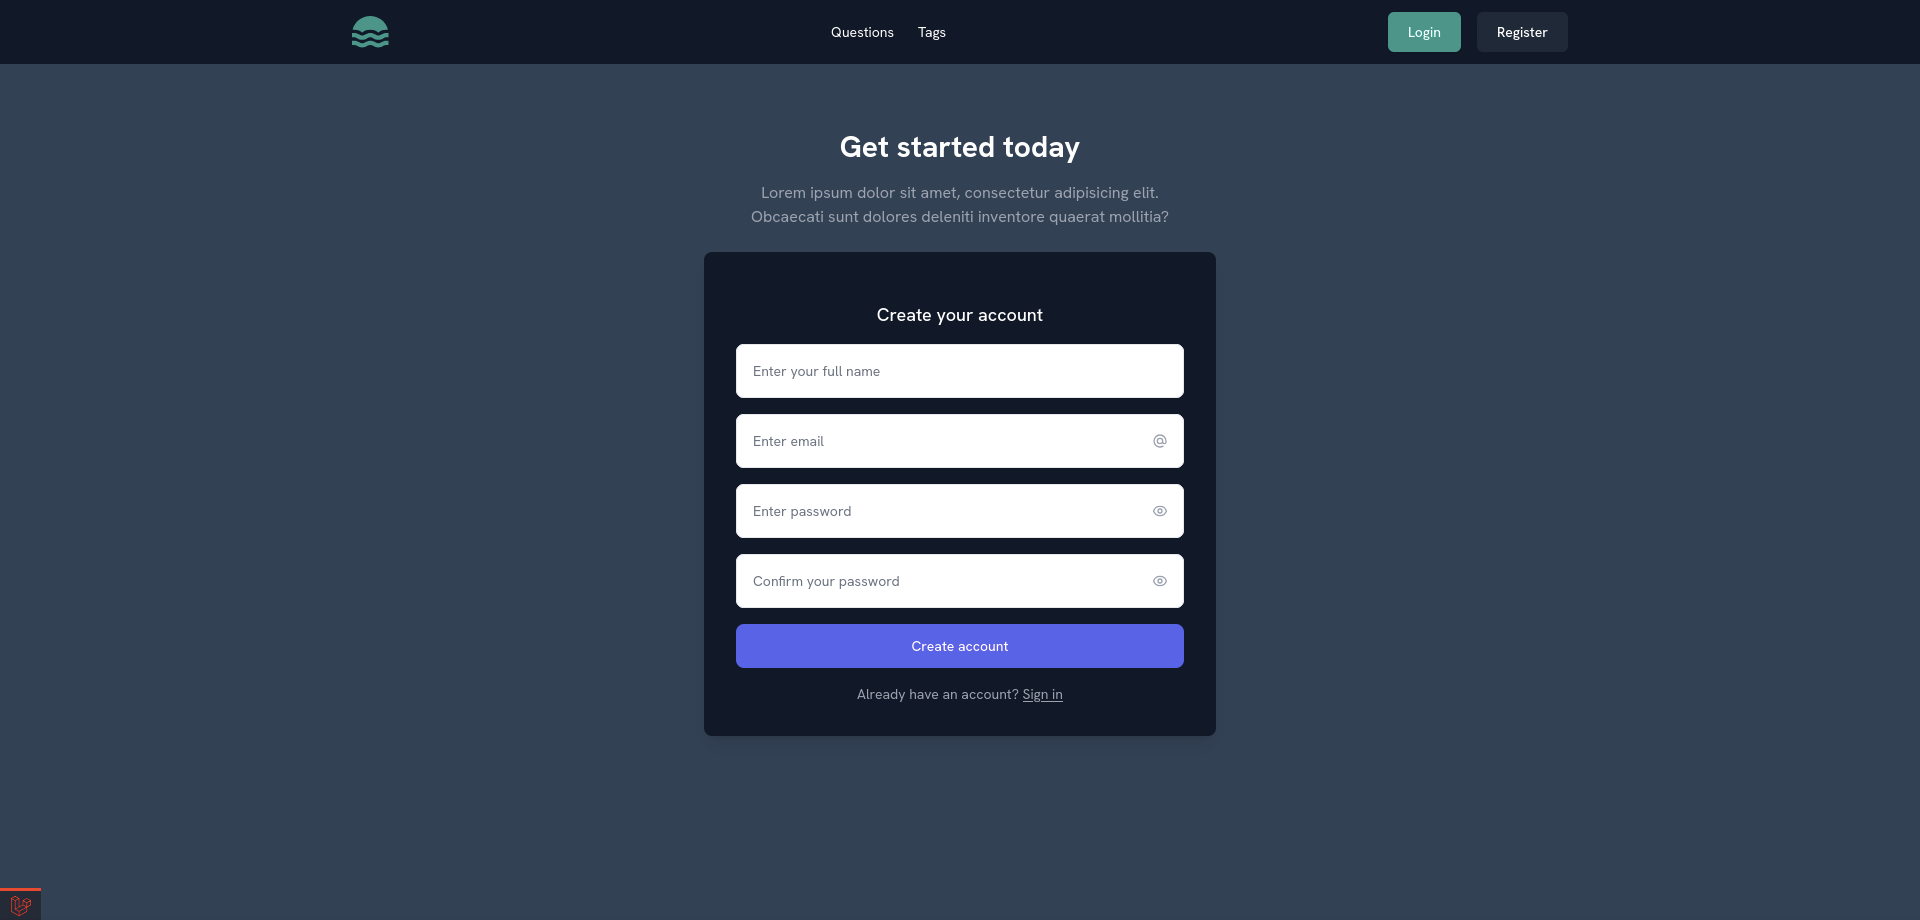 Questions
Tags
Login
Register
Get started today
Lorem ipsum dolor sit amet, consectetur adipisicing elit.
Obcaecati sunt dolores deleniti inventore quaerat mollitia?
Create your account
Enter your full name
Enter email
Enter password
Confirm your password
Create account
Already have an account? Sign in